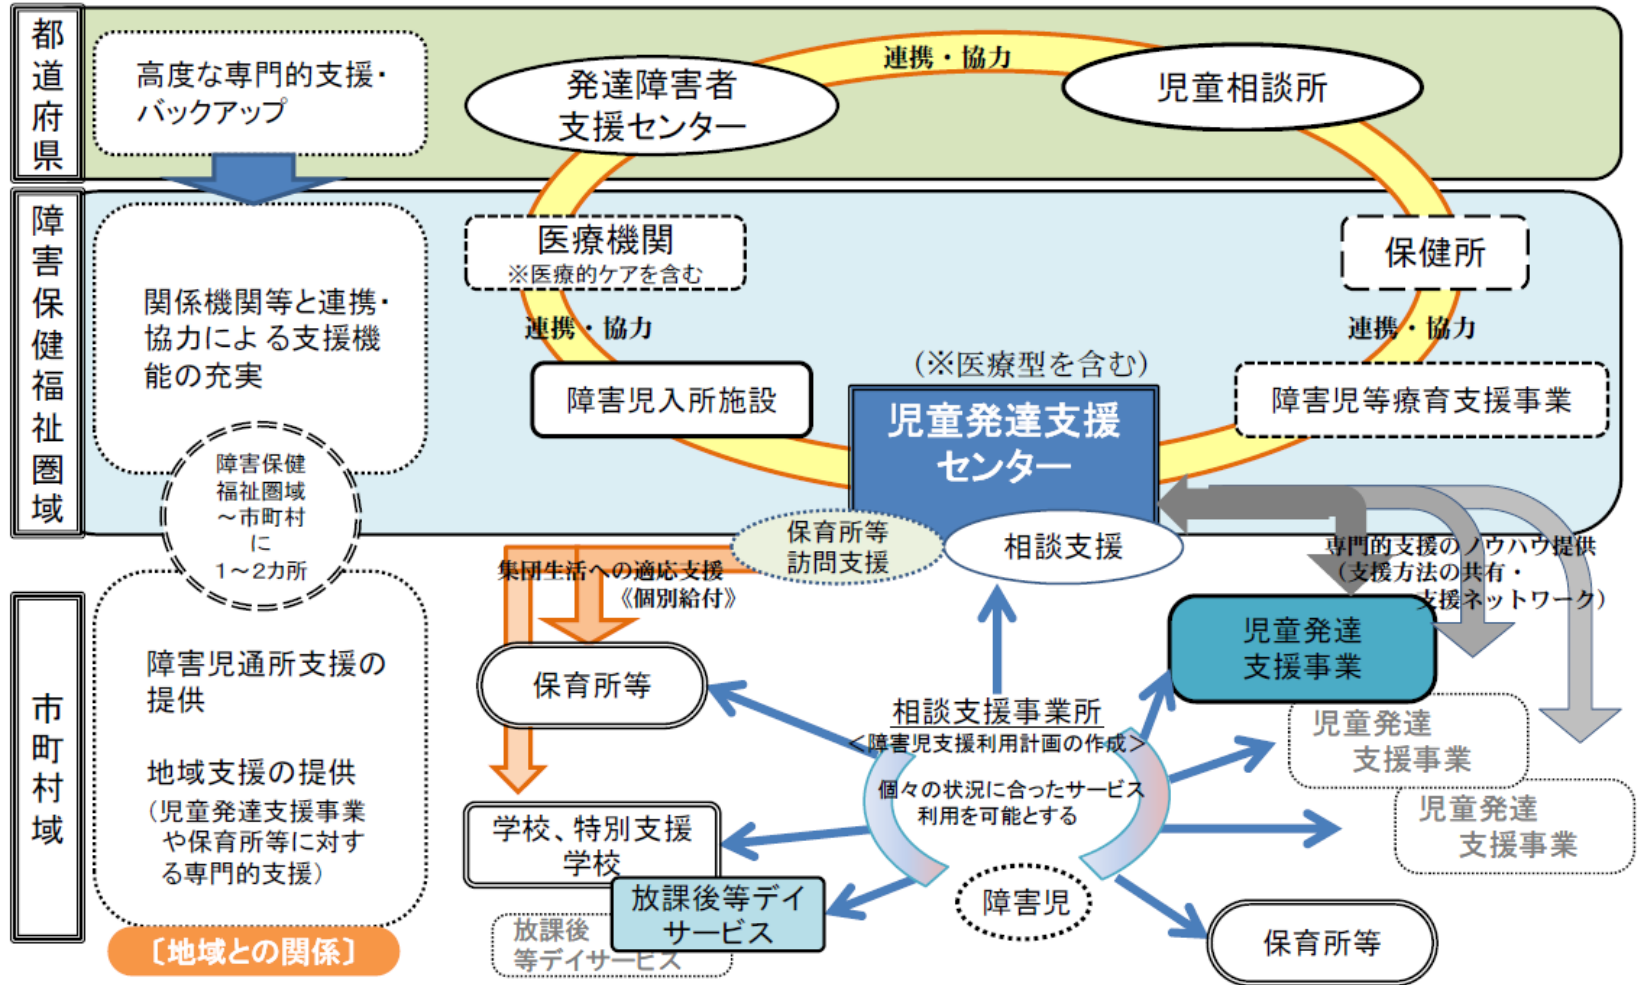 都道府県
高度な専門的支援・
バックアップ
発達障害者
支援センター
連携・協力
児童相談所
障害保健福祉圏域
関係機関等と連携・
協力による支援機
能の充実
医療機関
※医療的ケアを含む
保健所
連携・協力
連携・協力
障害児入所施設
(※医療型を含む)
児童発達支援
センター
障害児等療育支援事業
障害保健
福祉圏域
～市町村
に
1～2カ所
保育所等
訪問支援
相談支援
集団生活への適応支援
《個別給付》
専門的支援のノウハウ提供
(支援方法の共有・
支援ネットワーク)
市町村域
障害児通所支援の
提供
地域支援の提供
(児童発達支援事業
や保育所等に対す
る専門的支援)
〔地域との関係〕
保育所等
児童発達
支援事業
児童発達
支援事業
児童発達
支援事業
相談支援事業所
<障害児支援利用計画の作成>
個々の状況に合ったサービス
利用を可能とする
学校、特別支援
学校
放課後等デイ
サービス
放課後
等デイサービス
障害児
保育所等